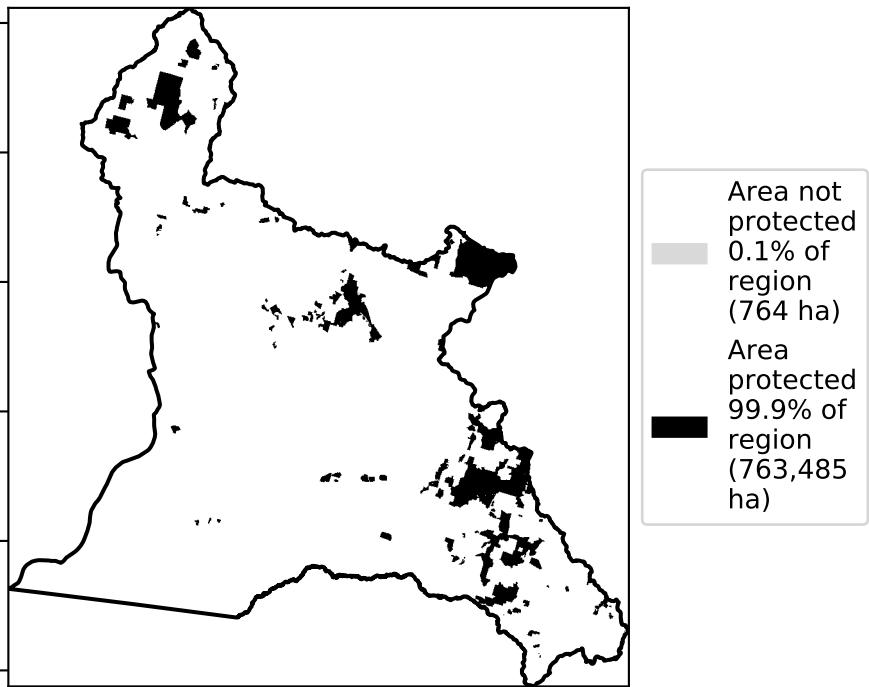 Area not
protected
0.1% of
region
(764 ha)
Area
protected
99.9% of
region
(763,485
ha)